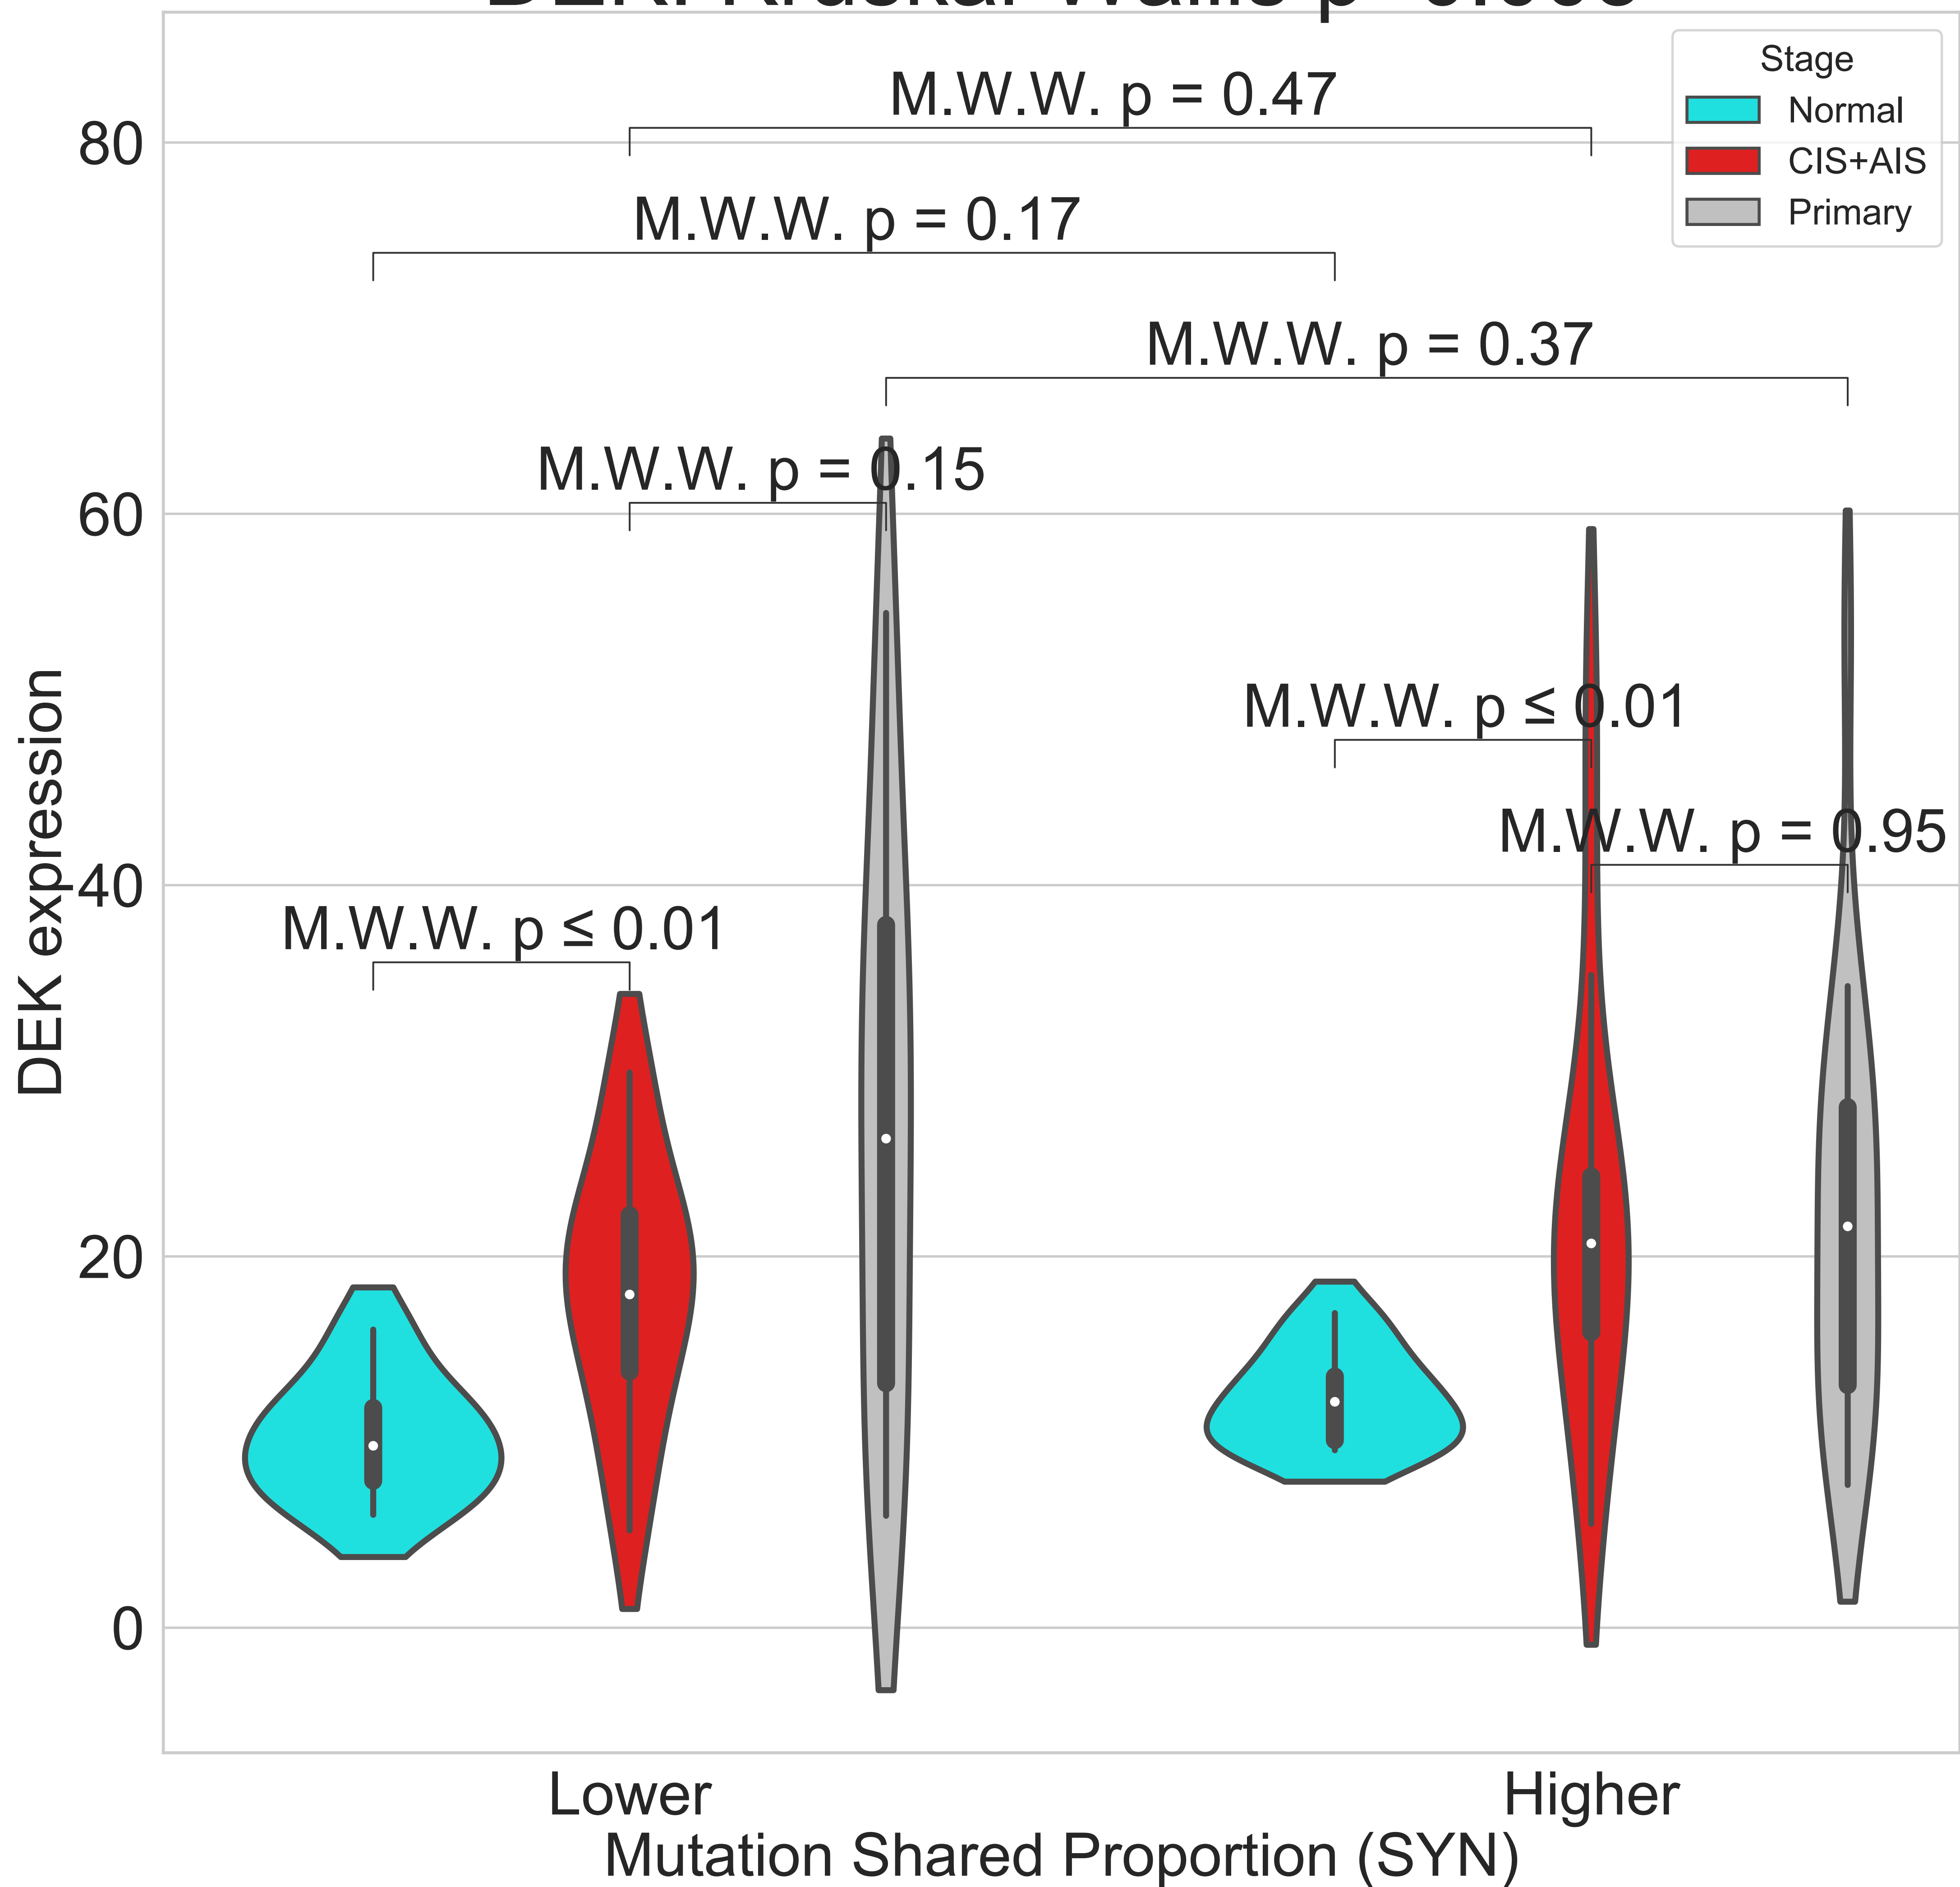 Stage
Normal
CIS+AIS
Primary
M.W.W. p = 0.47
M.W.W. p = 0.17
M.W.W. p = 0.37
M.W.W. p = 0.15
M.W.W. p ≤ 0.01
M.W.W. p = 0.95
M.W.W. p ≤ 0.01
80
60
40
20
0
DEK expression
Lower
Higher
Mutation Shared Proportion (SYN)